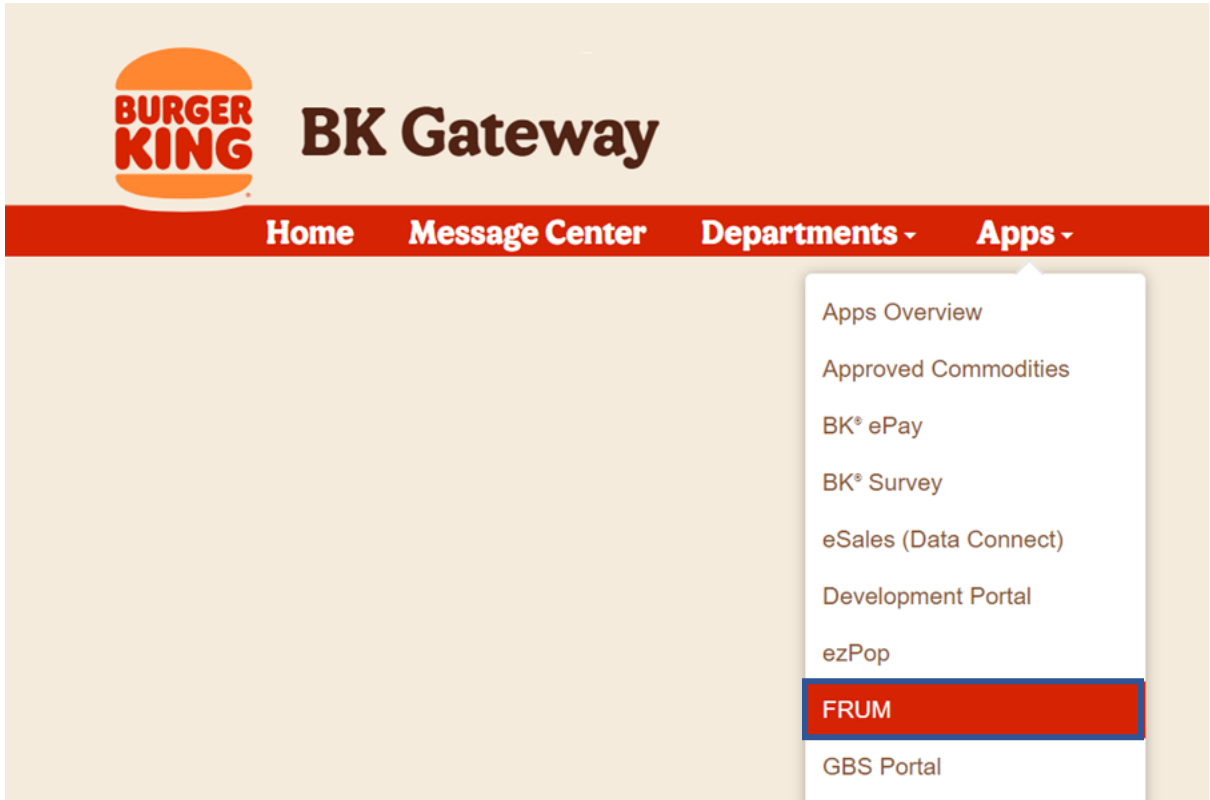 BURGER
KING
BK Gateway
Home Message Center Departments Apps
Apps Overview
Approved Commodities
BK® ePay
BK® Survey
eSales (Data Connect)
Development Portal
ezPop
FRUM
GBS Portal